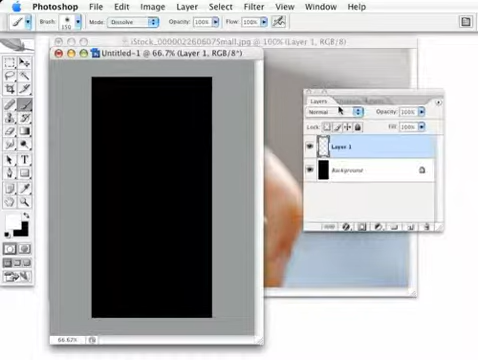 Photoshop File Edit Image Layer Select Filter View Window Help
Brush: 150 Mode: Dissolve Opacity: 100% Flow: 100%
iStock_0000022606075mall.jpg @ 100% (Layer 1, RGB/8)
Untitled-1 @ 66.7% (Layer 1, RGB/8*)
Layers
Normal Opacity: 100%
Lock: Fill: 100%
Layer 1
Background
66.67%